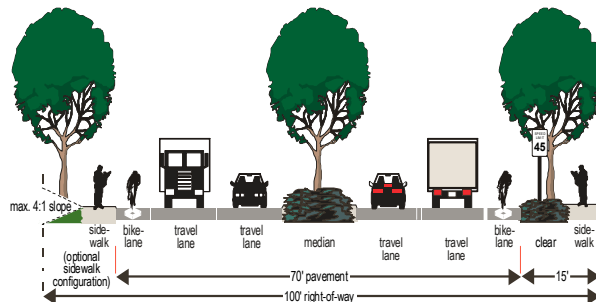 SPEED
LIMIT
45
max. 4:1 slope
side-
walk
(optional
sidewalk
configuration)
bike-
lane
travel
lane
travel
lane
median
travel
lane
travel
lane
bike-
lane
clear
side-
walk
70' pavement
15'
100' right-of-way